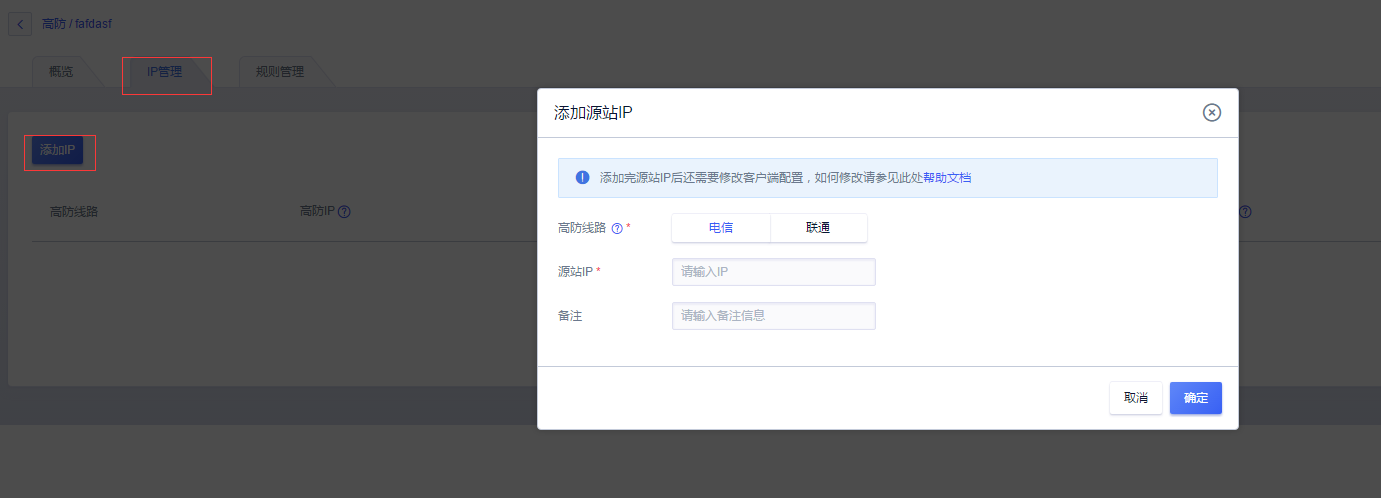 高防 / fafdasf
概览
IP管理
规则管理
添加IP
高防线路
高防IP
添加源站IP
添加完源站IP后还需要修改客户端配置，如何修改请参见此处帮助文档
高防线路 *
电信
联通
源站IP *
请输入IP
备注
请输入备注信息
取消
确定